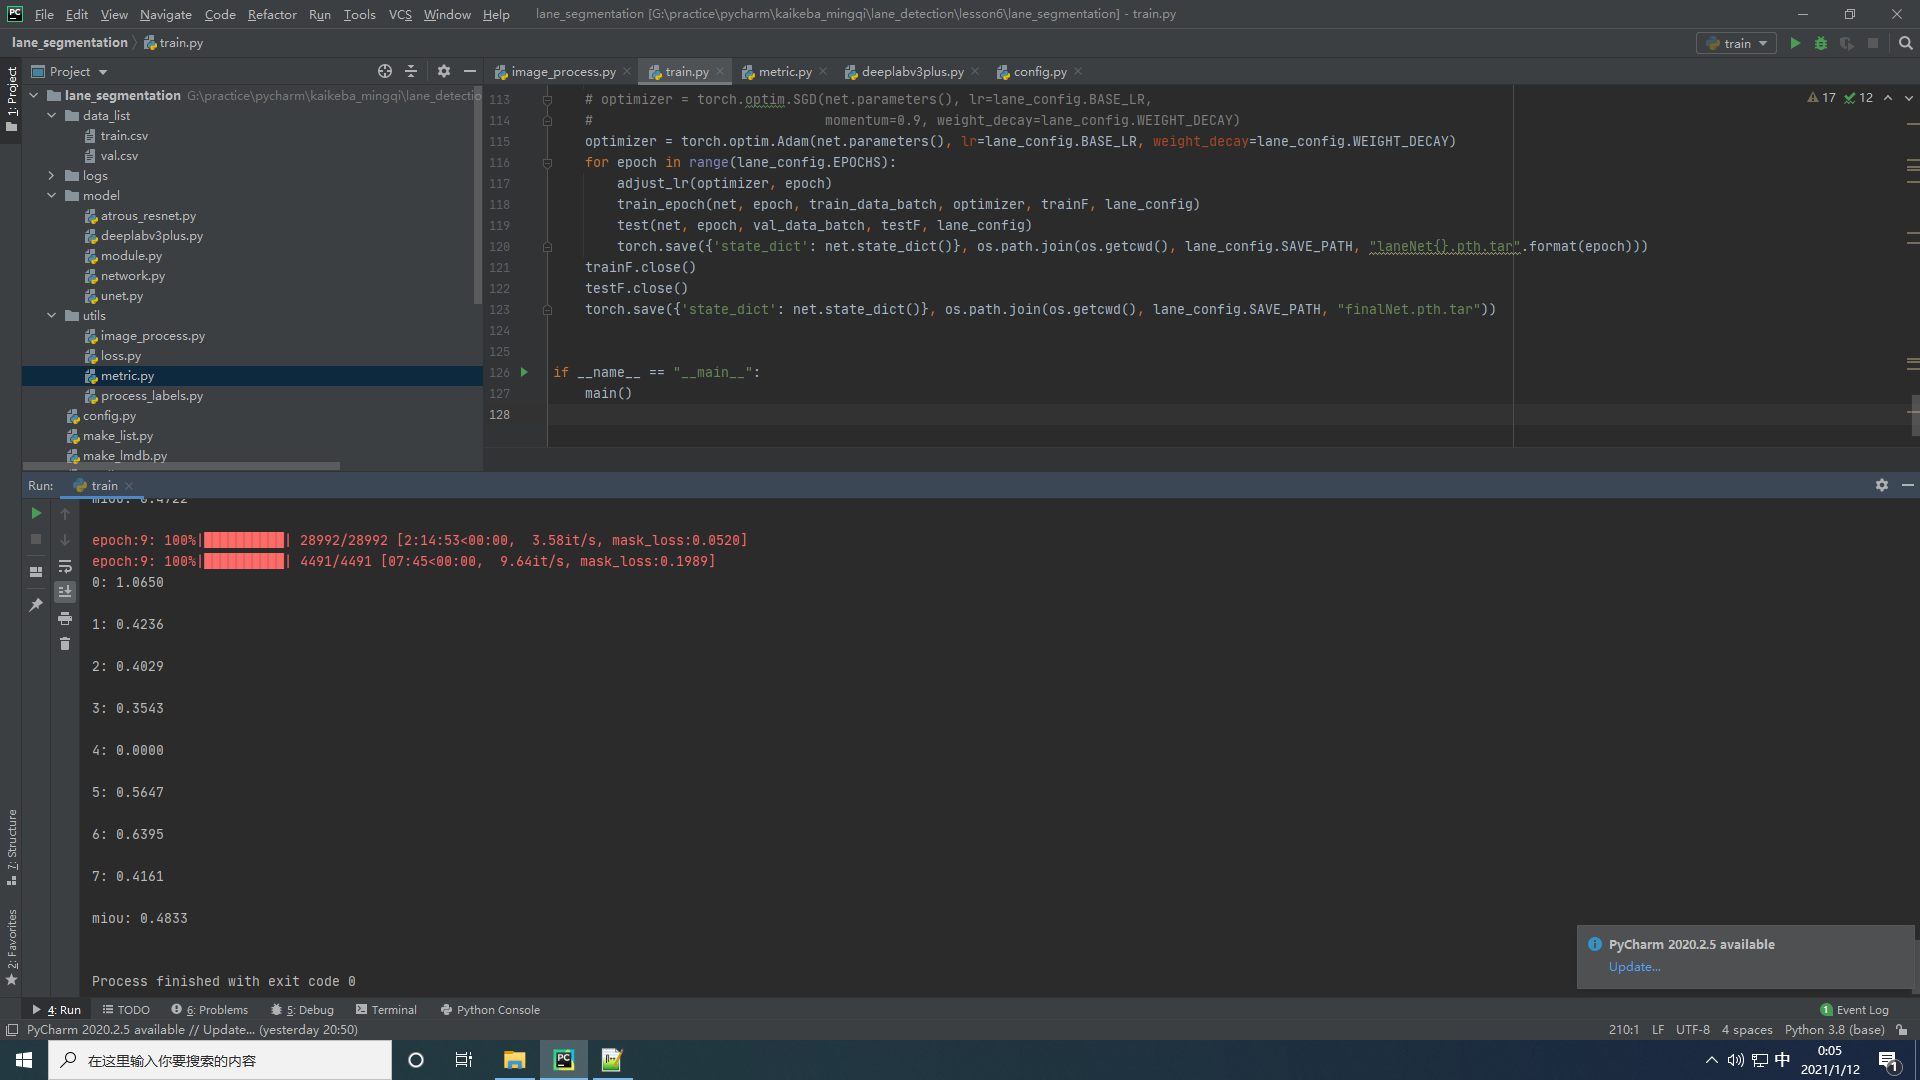 File Edit View Navigate Code Refactor Run Tools VCS Window Help lane_segmentation [G:\practice\pycharm\kaikeba_mingqi\lane_detection\lesson6\lane_segmentation] - train.py
lane_segmentation train.py train
Project
image_process.py train.py metric.py deeplabv3plus.py config.py
1: Project
lane_segmentation G:\practice\pycharm\kaikeba_mingqi\lane_detectio
data_list
train.csv
val.csv
logs
model
atrous_resnet.py
deeplabv3plus.py
module.py
network.py
unet.py
utils
image_process.py
loss.py
metric.py
process_labels.py
config.py
make_list.py
make_lmdb.py
17 12
113 # optimizer = torch.optim.SGD(net.parameters(), lr=lane_config.BASE_LR,
114 # momentum=0.9, weight_decay=lane_config.WEIGHT_DECAY)
115 optimizer = torch.optim.Adam(net.parameters(), lr=lane_config.BASE_LR, weight_decay=lane_config.WEIGHT_DECAY)
116 for epoch in range(lane_config.EPOCHS):
117 adjust_lr(optimizer, epoch)
118 train_epoch(net, epoch, train_data_batch, optimizer, trainF, lane_config)
119 test(net, epoch, val_data_batch, testF, lane_config)
120 torch.save({'state_dict': net.state_dict()}, os.path.join(os.getcwd(), lane_config.SAVE_PATH, "laneNet{}.pth.tar".format(epoch)))
121 trainF.close()
122 testF.close()
123 torch.save({'state_dict': net.state_dict()}, os.path.join(os.getcwd(), lane_config.SAVE_PATH, "finalNet.pth.tar"))
124
125
126 if __name__ == "__main__":
127 main()
128
Run: train
miou: 0.4722
epoch:9: 100%|██████████| 28992/28992 [2:14:53<00:00, 3.58it/s, mask_loss:0.0520]
epoch:9: 100%|██████████| 4491/4491 [07:45<00:00, 9.64it/s, mask_loss:0.1989]
0: 1.0650
1: 0.4236
2: 0.4029
3: 0.3543
4: 0.0000
5: 0.5647
6: 0.6395
7: 0.4161
miou: 0.4833
Process finished with exit code 0
7: Structure
2: Favorites
PyCharm 2020.2.5 available
Update...
4: Run TODO 6: Problems 5: Debug Terminal Python Console 1 Event Log
PyCharm 2020.2.5 available // Update... (yesterday 20:50) 210:1 LF UTF-8 4 spaces Python 3.8 (base)
在这里输入你要搜索的内容 中 0:05
2021/1/12 1